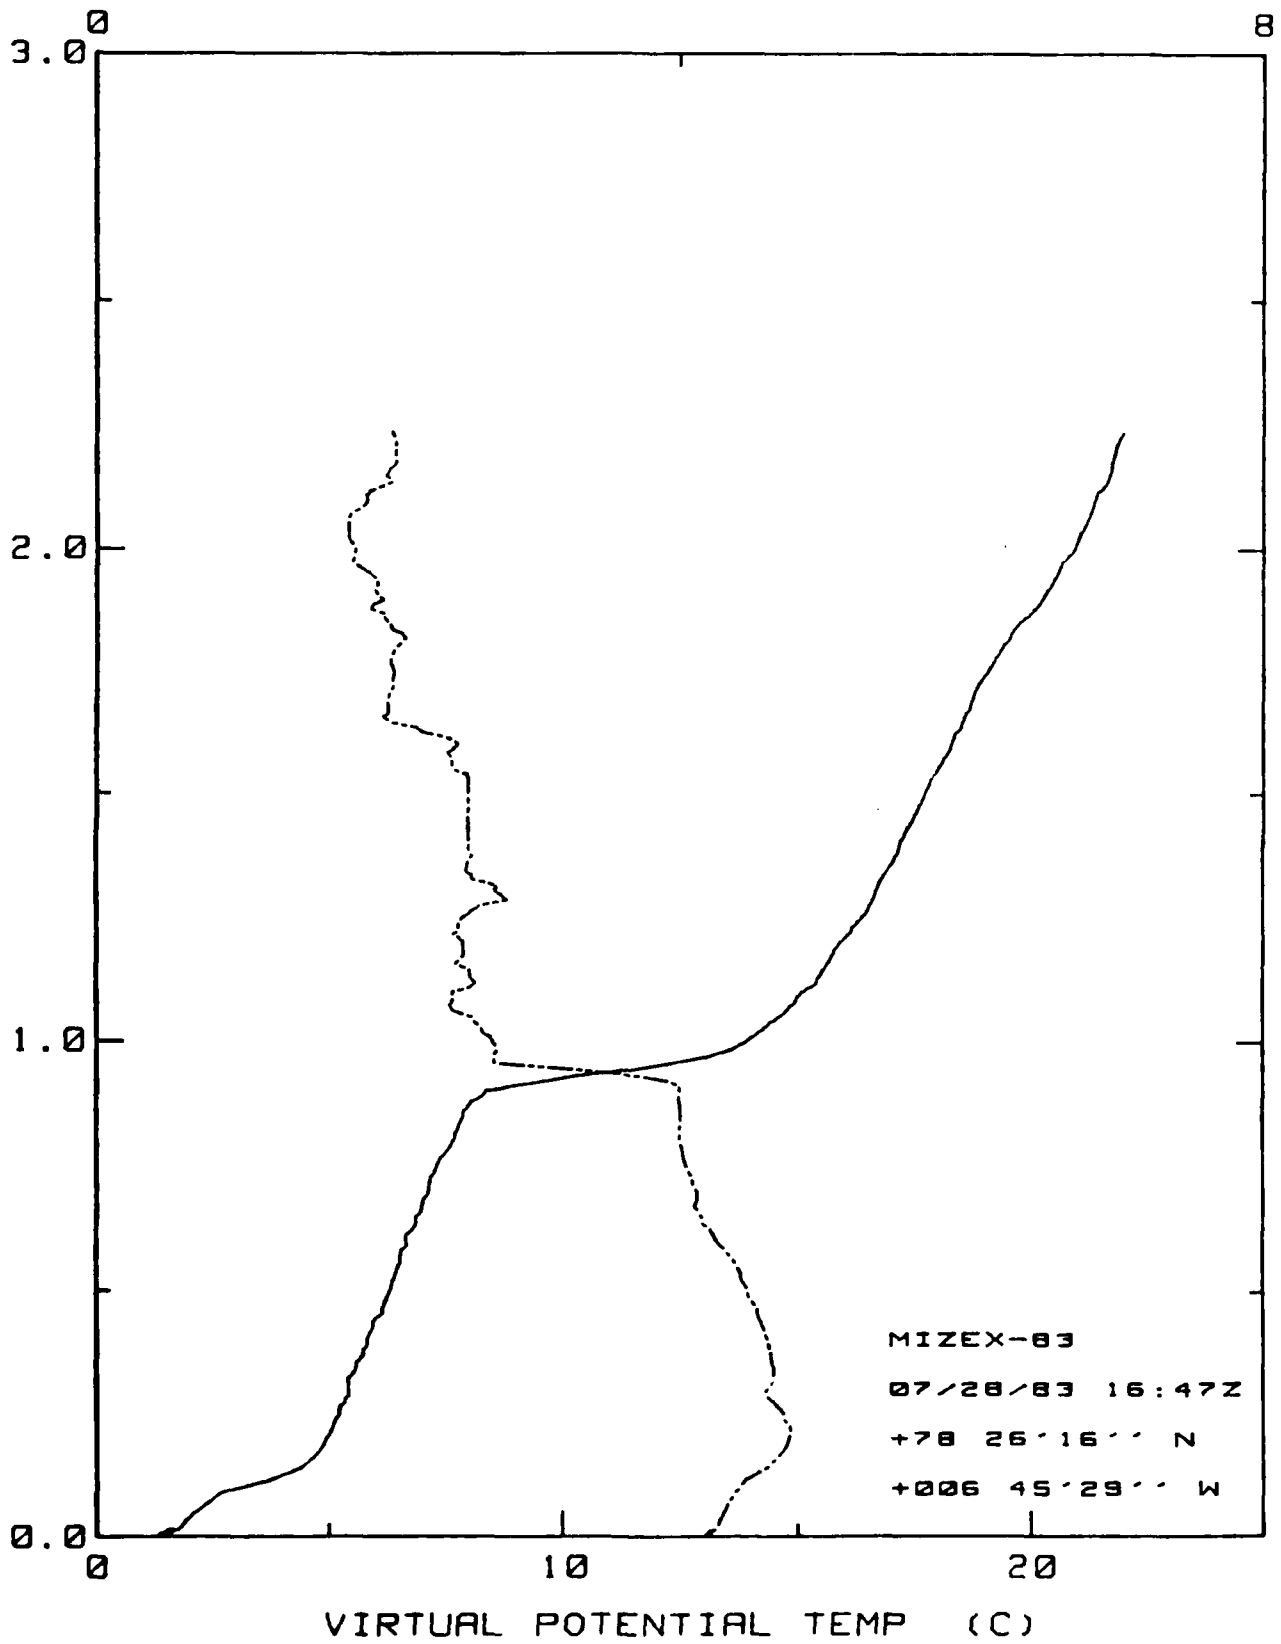 0 8
3.0
2.0
1.0
MIZEX-83
07/28/83 16:47Z
+78 26'16'' N
+006 45'29'' W
0.0
0 10 20
VIRTUAL POTENTIAL TEMP (C)